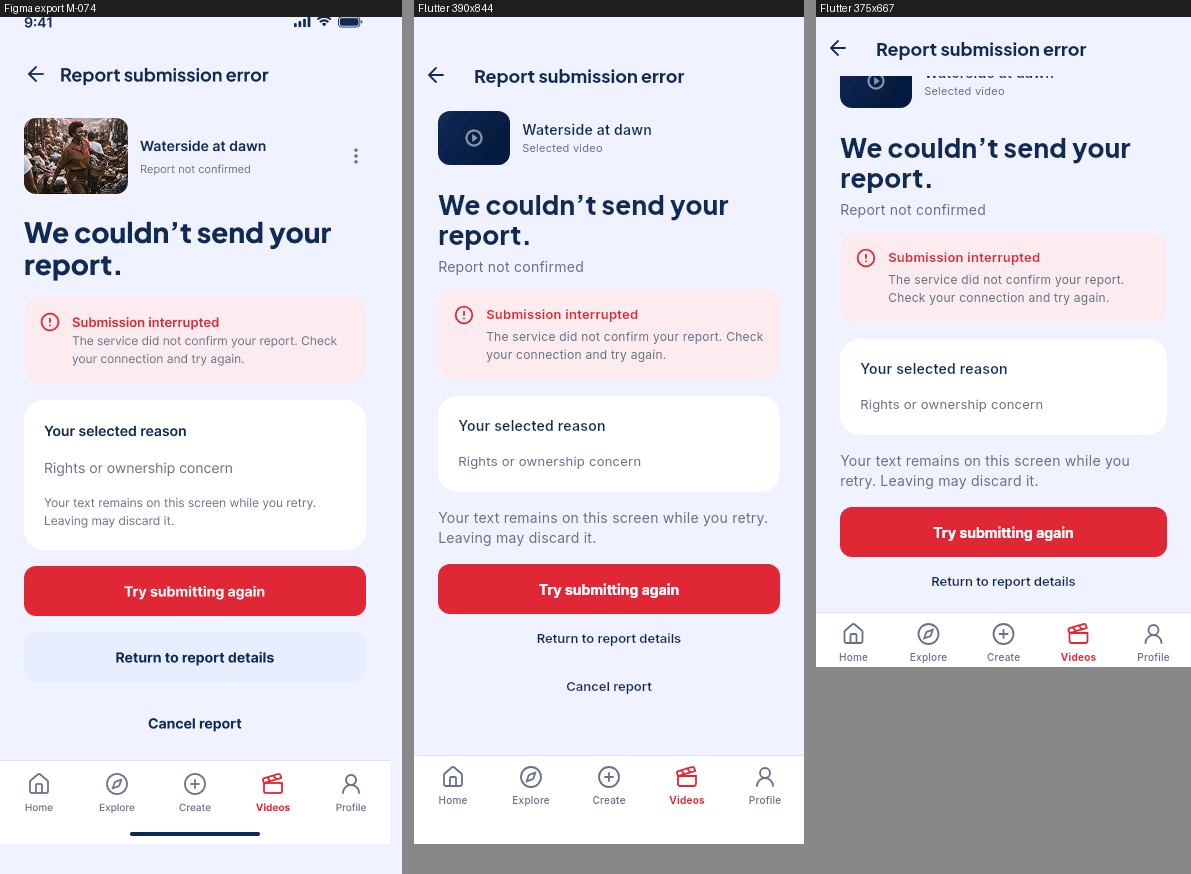 Figma export M-074
9:41
Report submission error
Waterside at dawn
Report not confirmed
We couldn't send your
report.
Submission interrupted
The service did not confirm your report. Check
your connection and try again.
Your selected reason
Rights or ownership concern
Your text remains on this screen while you retry.
Leaving may discard it.
Try submitting again
Return to report details
Cancel report
Home Explore Create Videos Profile
Flutter 390x844
Report submission error
Waterside at dawn
Selected video
We couldn't send your
report.
Report not confirmed
Submission interrupted
The service did not confirm your report. Check
your connection and try again.
Your selected reason
Rights or ownership concern
Your text remains on this screen while you retry.
Leaving may discard it.
Try submitting again
Return to report details
Cancel report
Home Explore Create Videos Profile
Flutter 375x667
Report submission error
Waterside at dawn
Selected video
We couldn't send your
report.
Report not confirmed
Submission interrupted
The service did not confirm your report.
Check your connection and try again.
Your selected reason
Rights or ownership concern
Your text remains on this screen while you
retry. Leaving may discard it.
Try submitting again
Return to report details
Home Explore Create Videos Profile